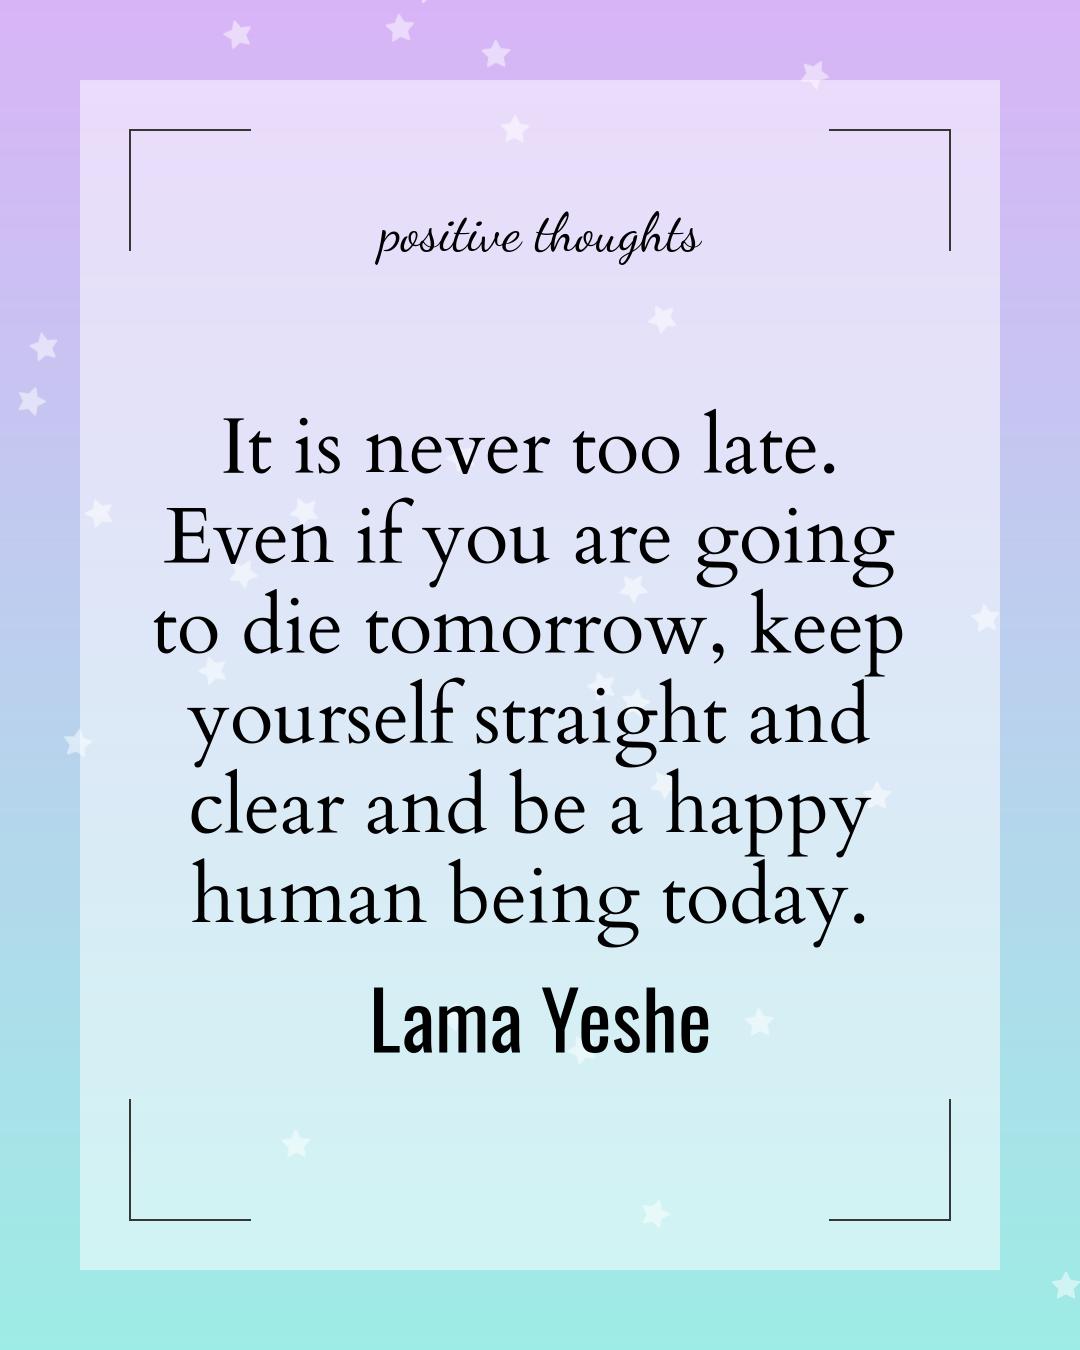 positive thoughts
It is never too late.
Even if you are going
to die tomorrow, keep
yourself straight and
clear and be a happy
human being today.
Lama Yeshe